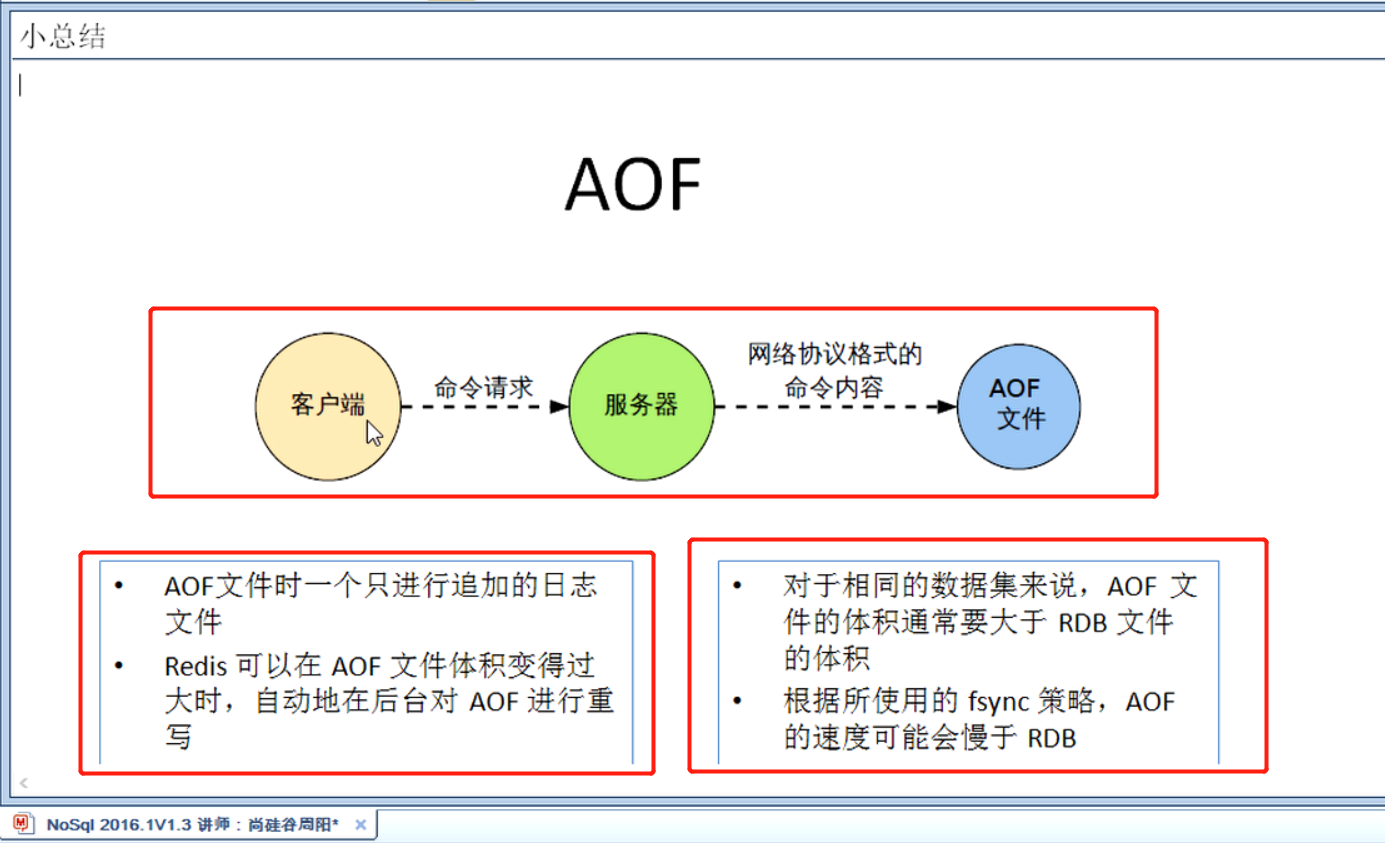 小总结
AOF
客户端
命令请求
服务器
网络协议格式的
命令内容
AOF
文件
• AOF文件时一个只进行追加的日志
文件
• Redis 可以在 AOF 文件体积变得过
大时，自动地在后台对 AOF 进行重
写
• 对于相同的数据集来说，AOF 文
件的体积通常要大于 RDB 文件
的体积
• 根据所使用的 fsync 策略，AOF
的速度可能会慢于 RDB
NoSql 2016.1V1.3 讲师：尚硅谷周阳*